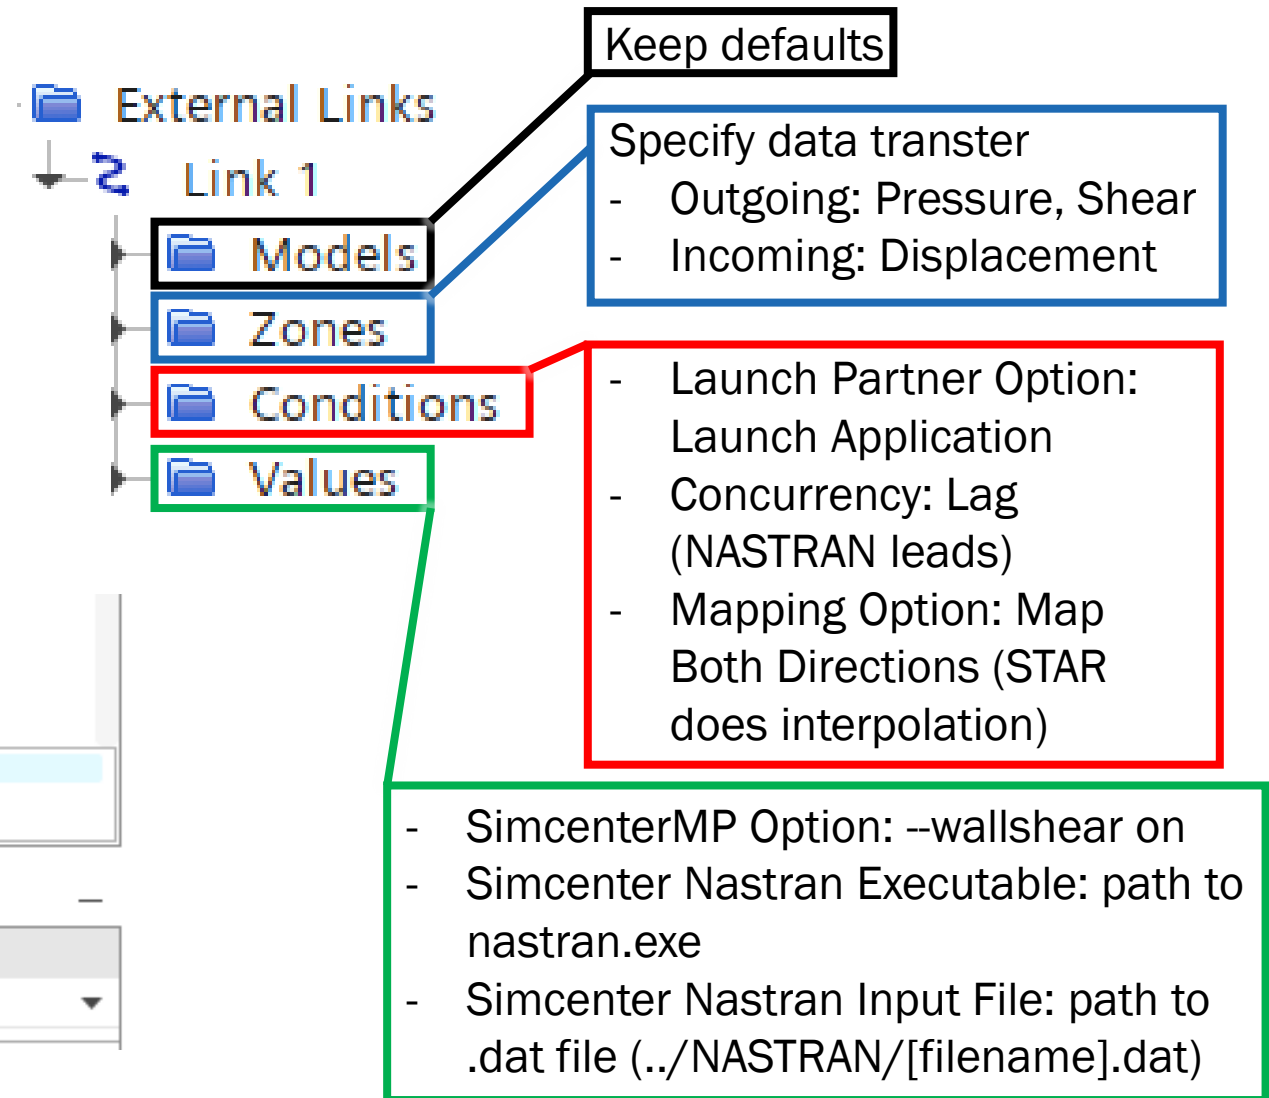 Keep defaults
External Links
Link 1
Models
Zones
Conditions
Values
Specify data transter
- Outgoing: Pressure, Shear
- Incoming: Displacement
- Launch Partner Option:
Launch Application
- Concurrency: Lag
(NASTRAN leads)
- Mapping Option: Map
Both Directions (STAR
does interpolation)
- SimcenterMP Option: --wallshear on
- Simcenter Nastran Executable: path to
nastran.exe
- Simcenter Nastran Input File: path to
.dat file (../NASTRAN/[filename].dat)